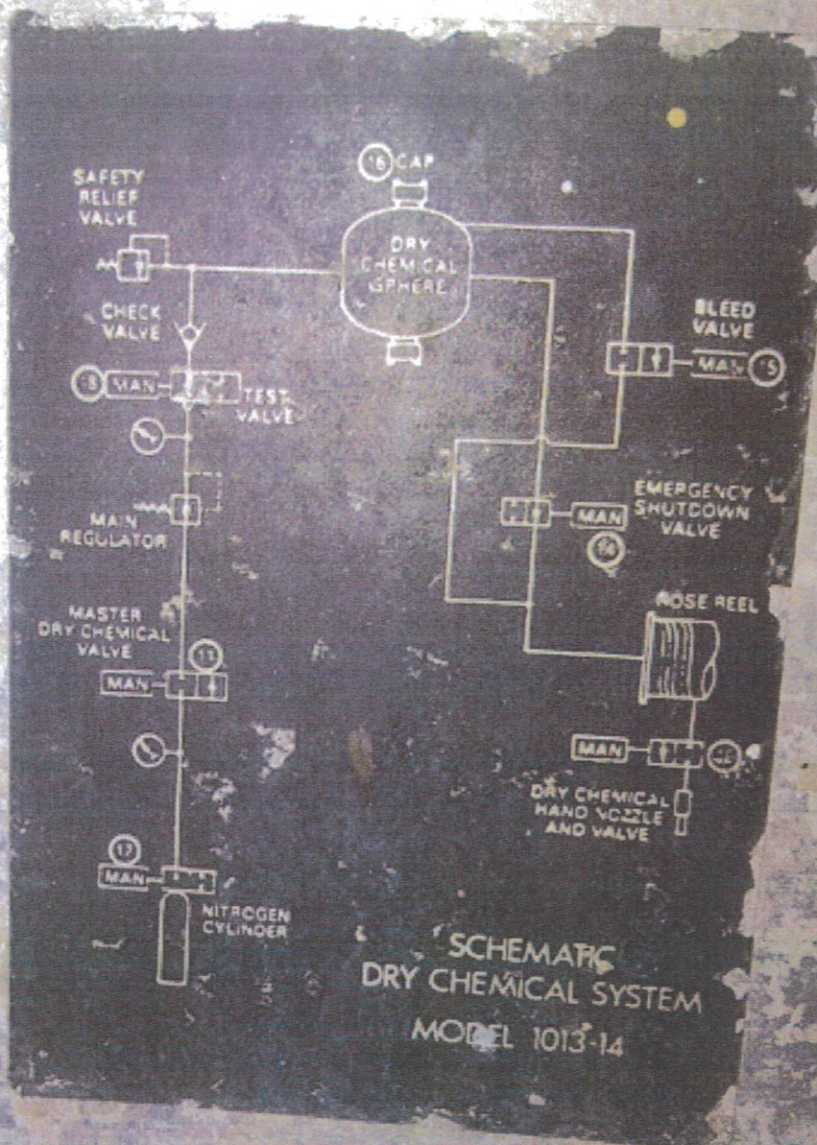 16 CAP
SAFETY
RELIEF
VALVE
DRY
CHEMICAL
SPHERE
CHECK
VALVE
BLEED
VALVE
18 MAN
TEST
VALVE
MAN 15
MAIN
REGULATOR
EMERGENCY
SHUTDOWN
VALVE
MAN
14
MASTER
DRY CHEMICAL
VALVE
MAN
HOSE REEL
MAN
DRY CHEMICAL
HAND NOZZLE
AND VALVE
17
MAN
NITROGEN
CYLINDER
SCHEMATIC
DRY CHEMICAL SYSTEM
MODEL 1013-14